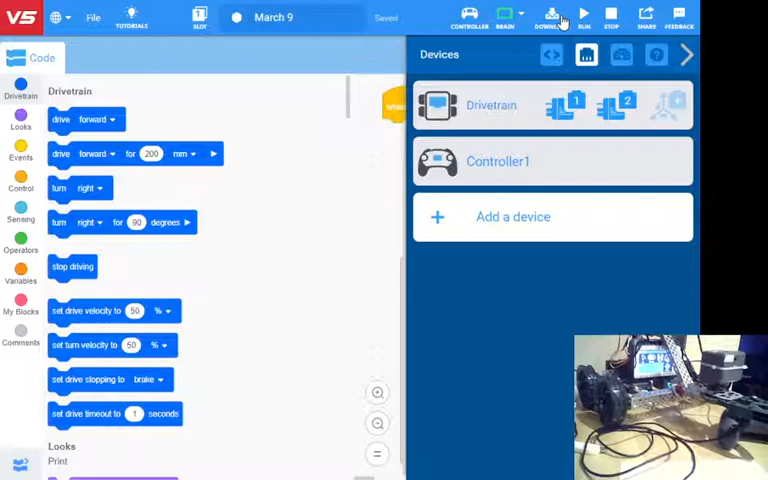 V5 File TUTORIALS 1 SLOT March 9 Saved CONTROLLER BRAIN DOWNL RUN STOP SHARE FEEDBACK
Code
Devices
Drivetrain
Looks
Events
Control
Sensing
Operators
Variables
My Blocks
Comments
Drivetrain
drive forward
drive forward for 200 mm
turn right
turn right for 90 degrees
stop driving
set drive velocity to 50 %
set turn velocity to 50 %
set drive stopping to brake
set drive timeout to 1 seconds
Looks
Print
Drivetrain 1 2
Controller1
+ Add a device